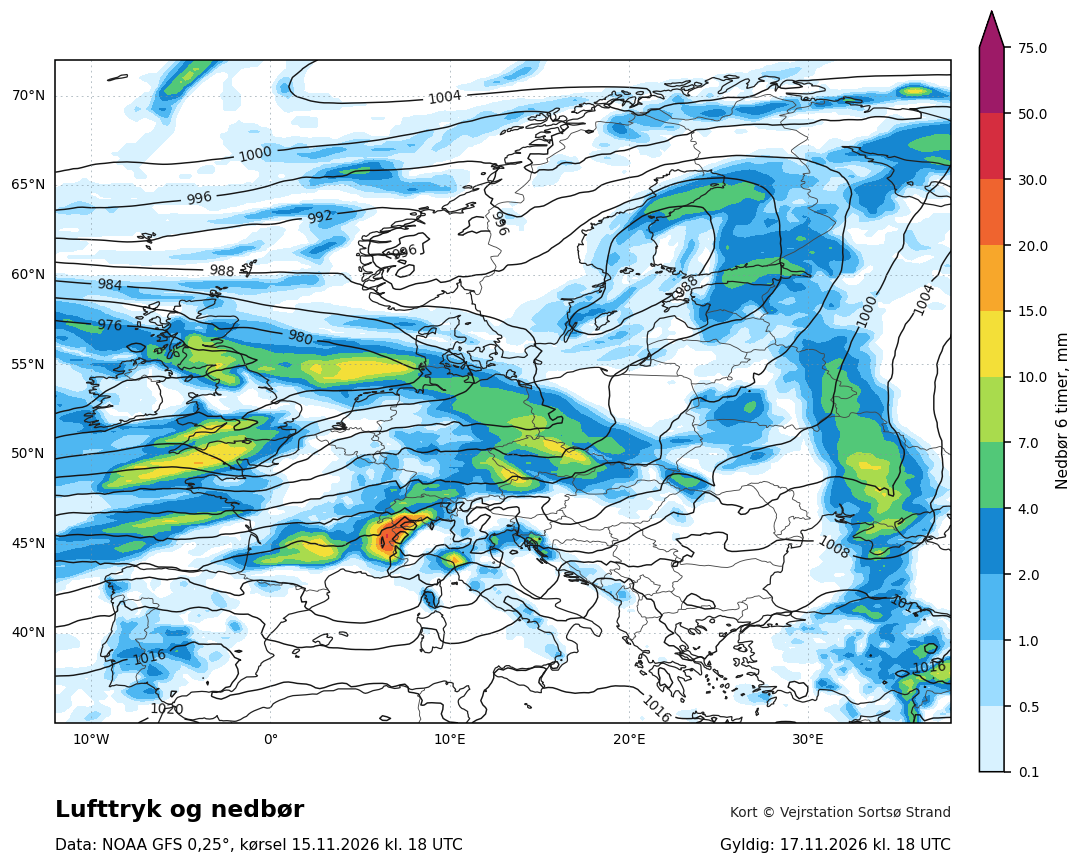 75.0
50.0
30.0
20.0
15.0
10.0
7.0
4.0
2.0
1.0
0.5
0.1
Nedbør 6 timer, mm
70°N
65°N
60°N
55°N
50°N
45°N
40°N
10°W
0°
10°E
20°E
30°E
1004
1000
996
992
988
984
976
980
996
996
988
1000
1004
1008
1012
1016
1016
1016
1020
Lufttryk og nedbør
Kort © Vejrstation Sortsø Strand
Data: NOAA GFS 0,25°, kørsel 15.11.2026 kl. 18 UTC
Gyldig: 17.11.2026 kl. 18 UTC